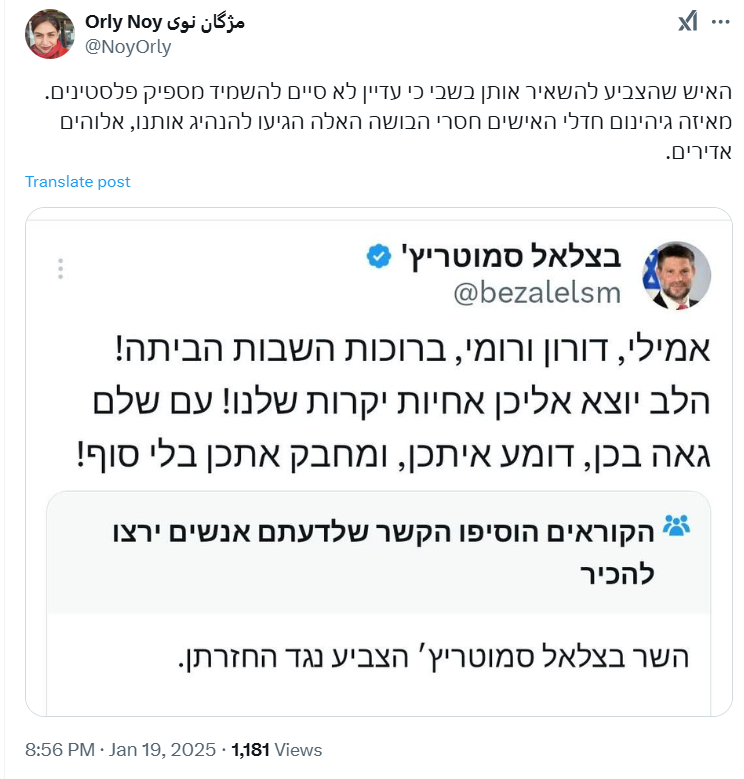 Orly Noy مژگان نوی
@NoyOrly
האיש שהצביע להשאיר אותן בשבי כי עדיין לא סיים להשמיד מספיק פלסטינים.
מאיזה גיהינום חדלי האישים חסרי הבושה האלה הגיעו להנהיג אותנו, אלוהים
אדירים.
Translate post
בצלאל סמוטריץ'
@bezalelsm
אמילי, דורון ורומי, ברוכות השבות הביתה!
הלב יוצא אליכן אחיות יקרות שלנו! עם שלם
גאה בכן, דומע איתכן, ומחבק אתכן בלי סוף!
הקוראים הוסיפו הקשר שלדעתם אנשים ירצו
להכיר
השר בצלאל סמוטריץ׳ הצביע נגד החזרתן.
8:56 PM · Jan 19, 2025 · 1,181 Views